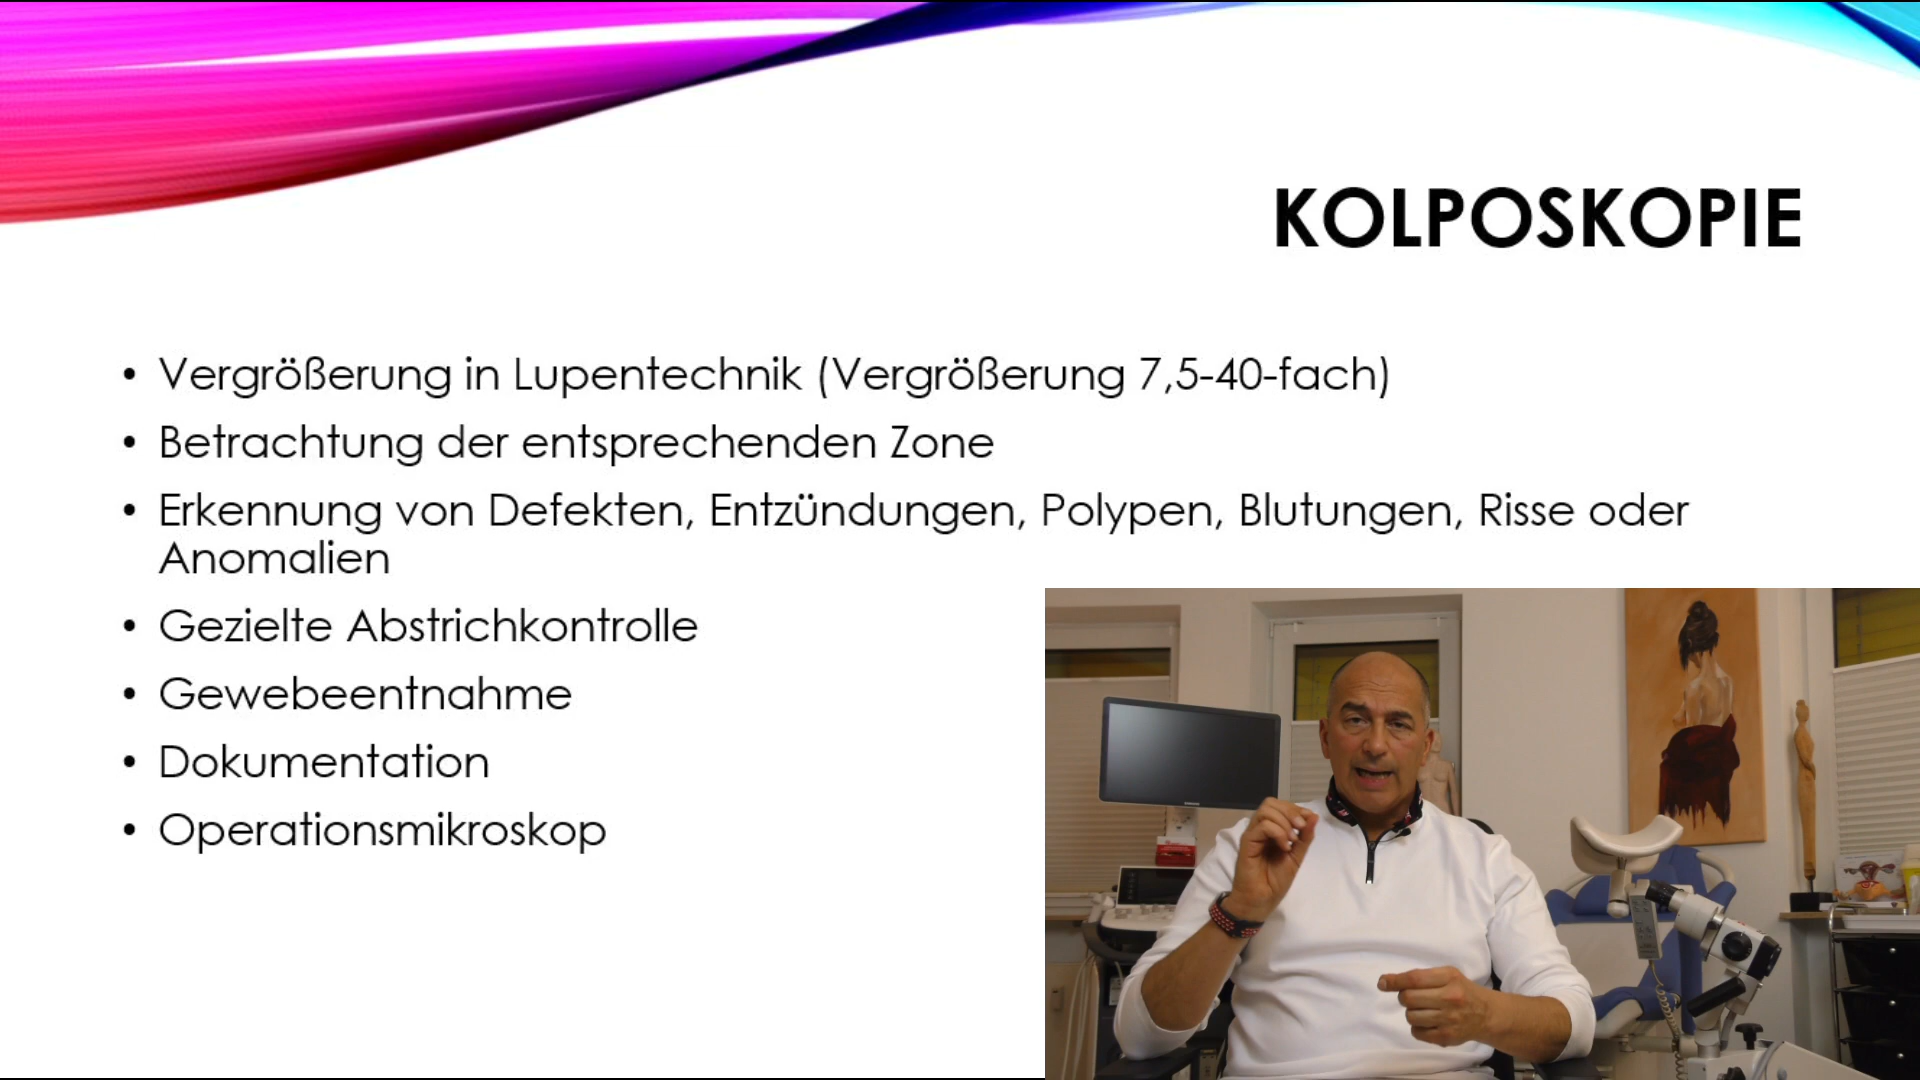 KOLPOSKOPIE
• Vergrößerung in Lupentechnik (Vergrößerung 7,5-40-fach)
• Betrachtung der entsprechenden Zone
• Erkennung von Defekten, Entzündungen, Polypen, Blutungen, Risse oder
Anomalien
• Gezielte Abstrichkontrolle
• Gewebeentnahme
• Dokumentation
• Operationsmikroskop